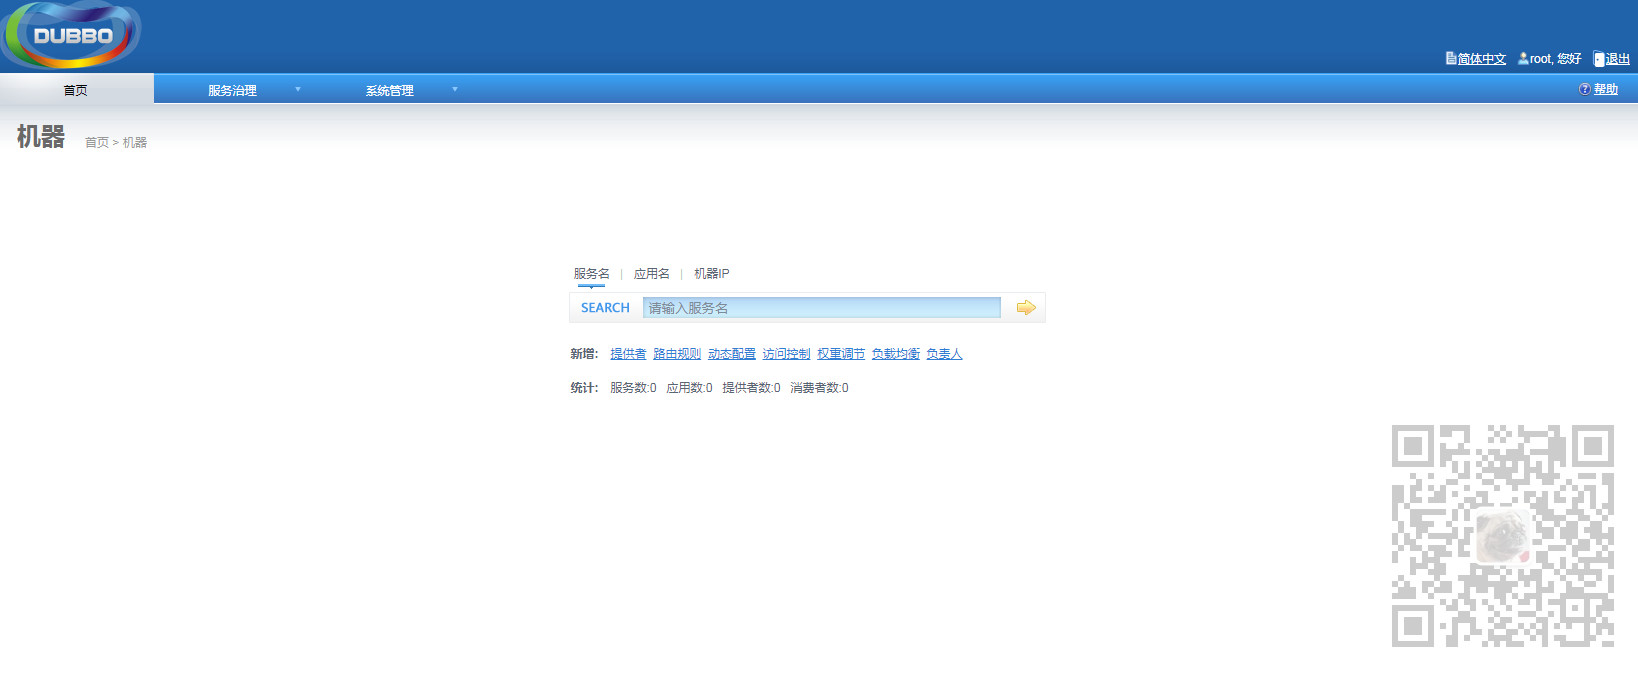 DUBBO
简体中文 root, 您好 退出
首页 服务治理 系统管理 帮助
机器 首页 > 机器
服务名 | 应用名 | 机器IP
SEARCH 请输入服务名
新增: 提供者 路由规则 动态配置 访问控制 权重调节 负载均衡 负责人
统计: 服务数:0 应用数:0 提供者数:0 消费者数:0